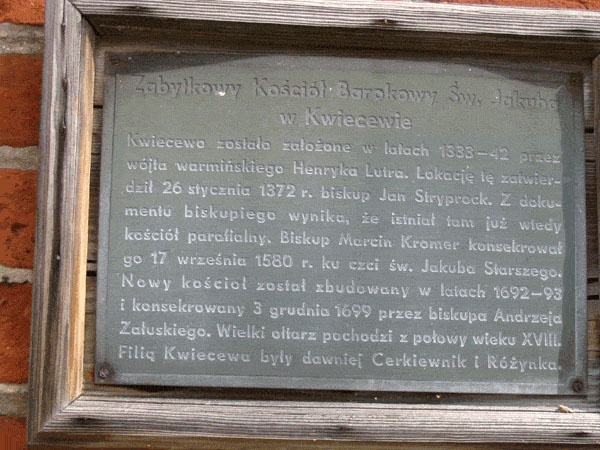 Zabytkowy Kościół Barokowy Św. Jakuba
w Kwiecewie
Kwiecewo zostało założone w latach 1333–42 przez
wójta warmińskiego Henryka Lutra. Lokację tę zatwier-
dził 26 stycznia 1372 r. biskup Jan Stryprock. Z doku-
mentu biskupiego wynika, że istniał tam już wtedy
kościół parafialny. Biskup Marcin Kromer konsekrował
go 17 września 1580 r. ku czci św. Jakuba Starszego.
Nowy kościół został zbudowany w latach 1692–93
i konsekrowany 3 grudnia 1699 przez biskupa Andrzeja
Załuskiego. Wielki ołtarz pochodzi z połowy wieku XVIII.
Filią Kwiecewa były dawniej Cerkiewnik i Różynka.